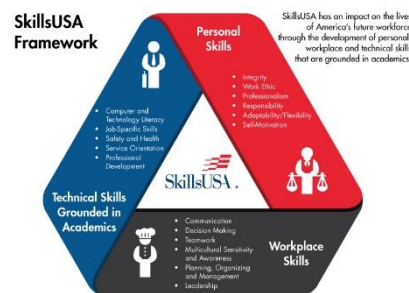 SkillsUSA
Framework
Personal
Skills
SkillsUSA has an impact on the live
of America's future workforc
through the development of personal
workplace and technical skill
that are grounded in academics
• Integrity
• Work Ethic
• Professionalism
• Responsibility
• Adaptability/Flexibility
• Self-Motivation
• Computer and
Technology Literacy
• Job-Specific Skills
• Safety and Health
• Service Orientation
• Professional
Development
SkillsUSA
Technical Skills
Grounded in
Academics
• Communication
• Decision Making
• Teamwork
• Multicultural Sensitivity
and Awareness
• Planning, Organizing
and Management
• Leadership
Workplace
Skills